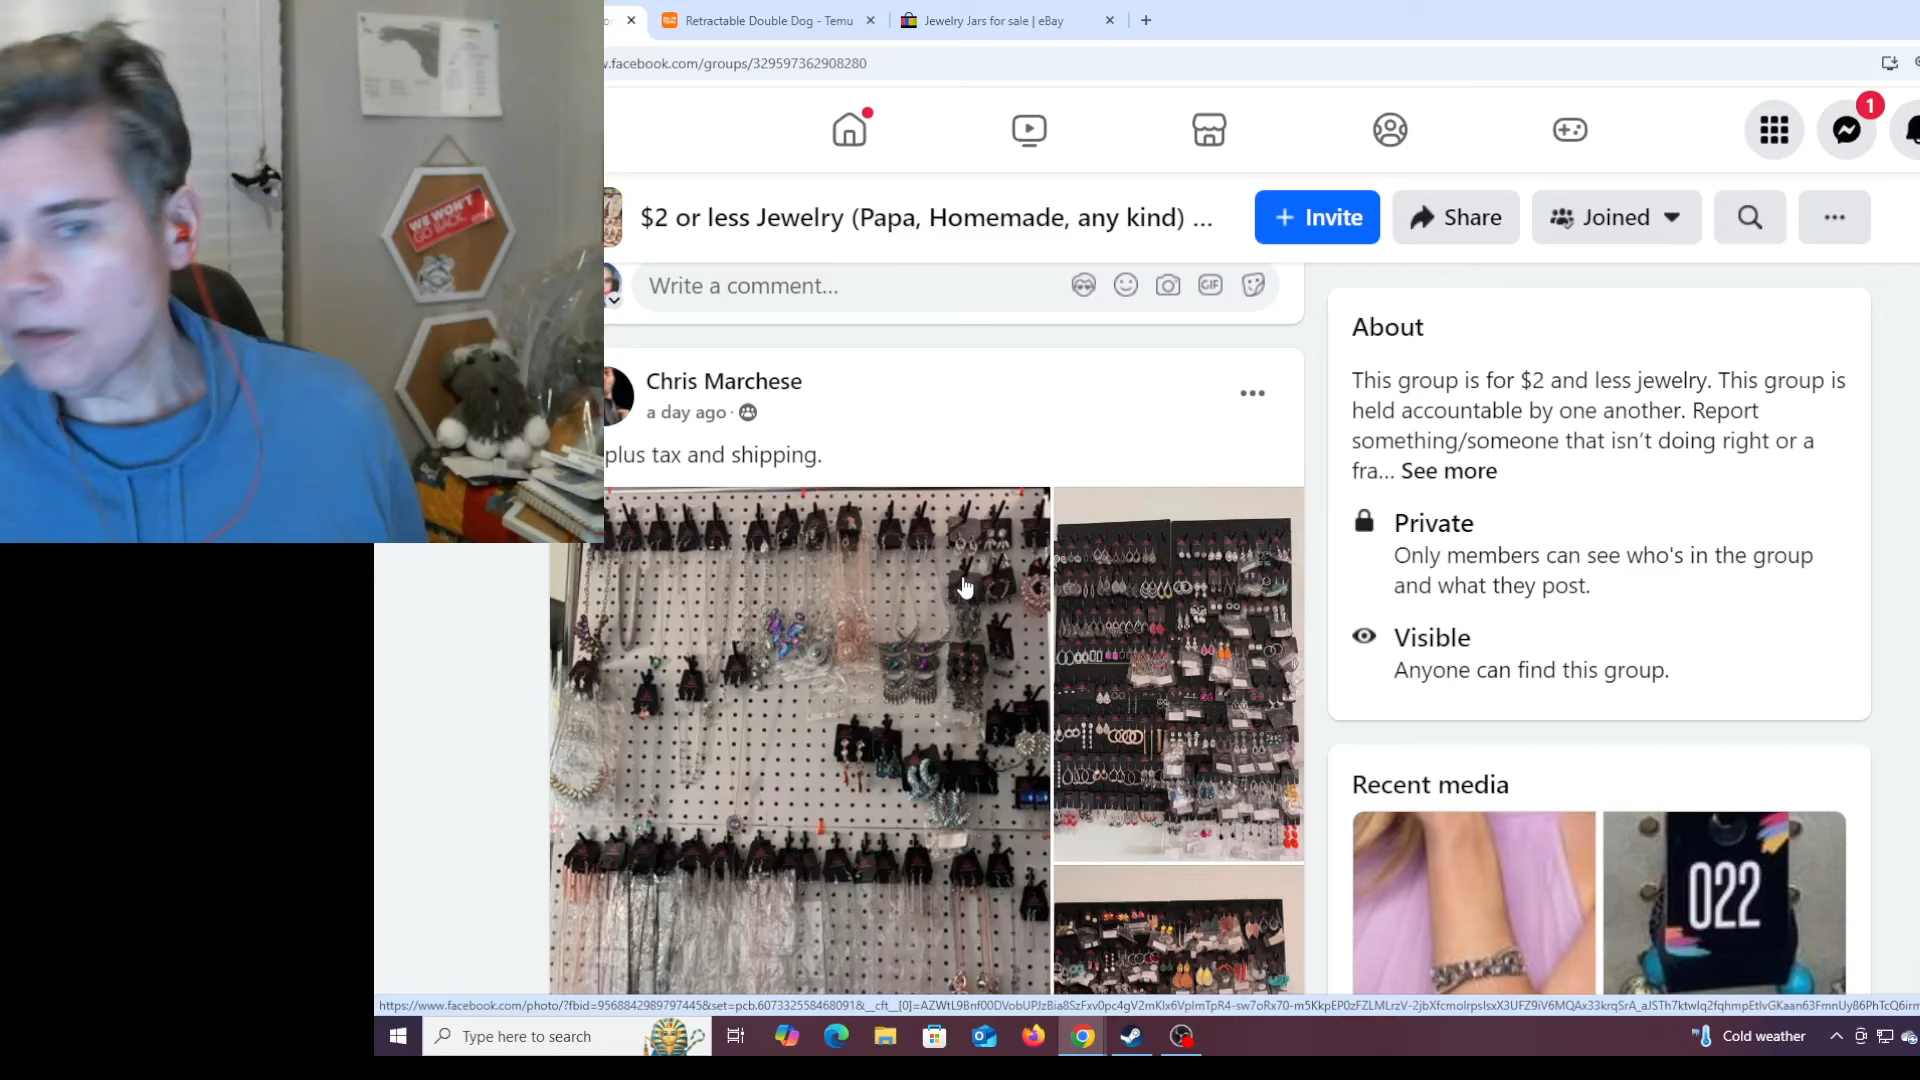 Retractable Double Dog - Temu
Jewelry Jars for sale | eBay
.facebook.com/groups/329597362908280
1
$2 or less Jewelry (Papa, Homemade, any kind) ...
Invite
Share
Joined
WE WON'T
GO BACK
Write a comment...
GIF
About
This group is for $2 and less jewelry. This group is
held accountable by one another. Report
something/someone that isn't doing right or a
fra... See more
Private
Only members can see who's in the group
and what they post.
Visible
Anyone can find this group.
Chris Marchese
a day ago
plus tax and shipping.
Recent media
022
Type here to search
Cold weather